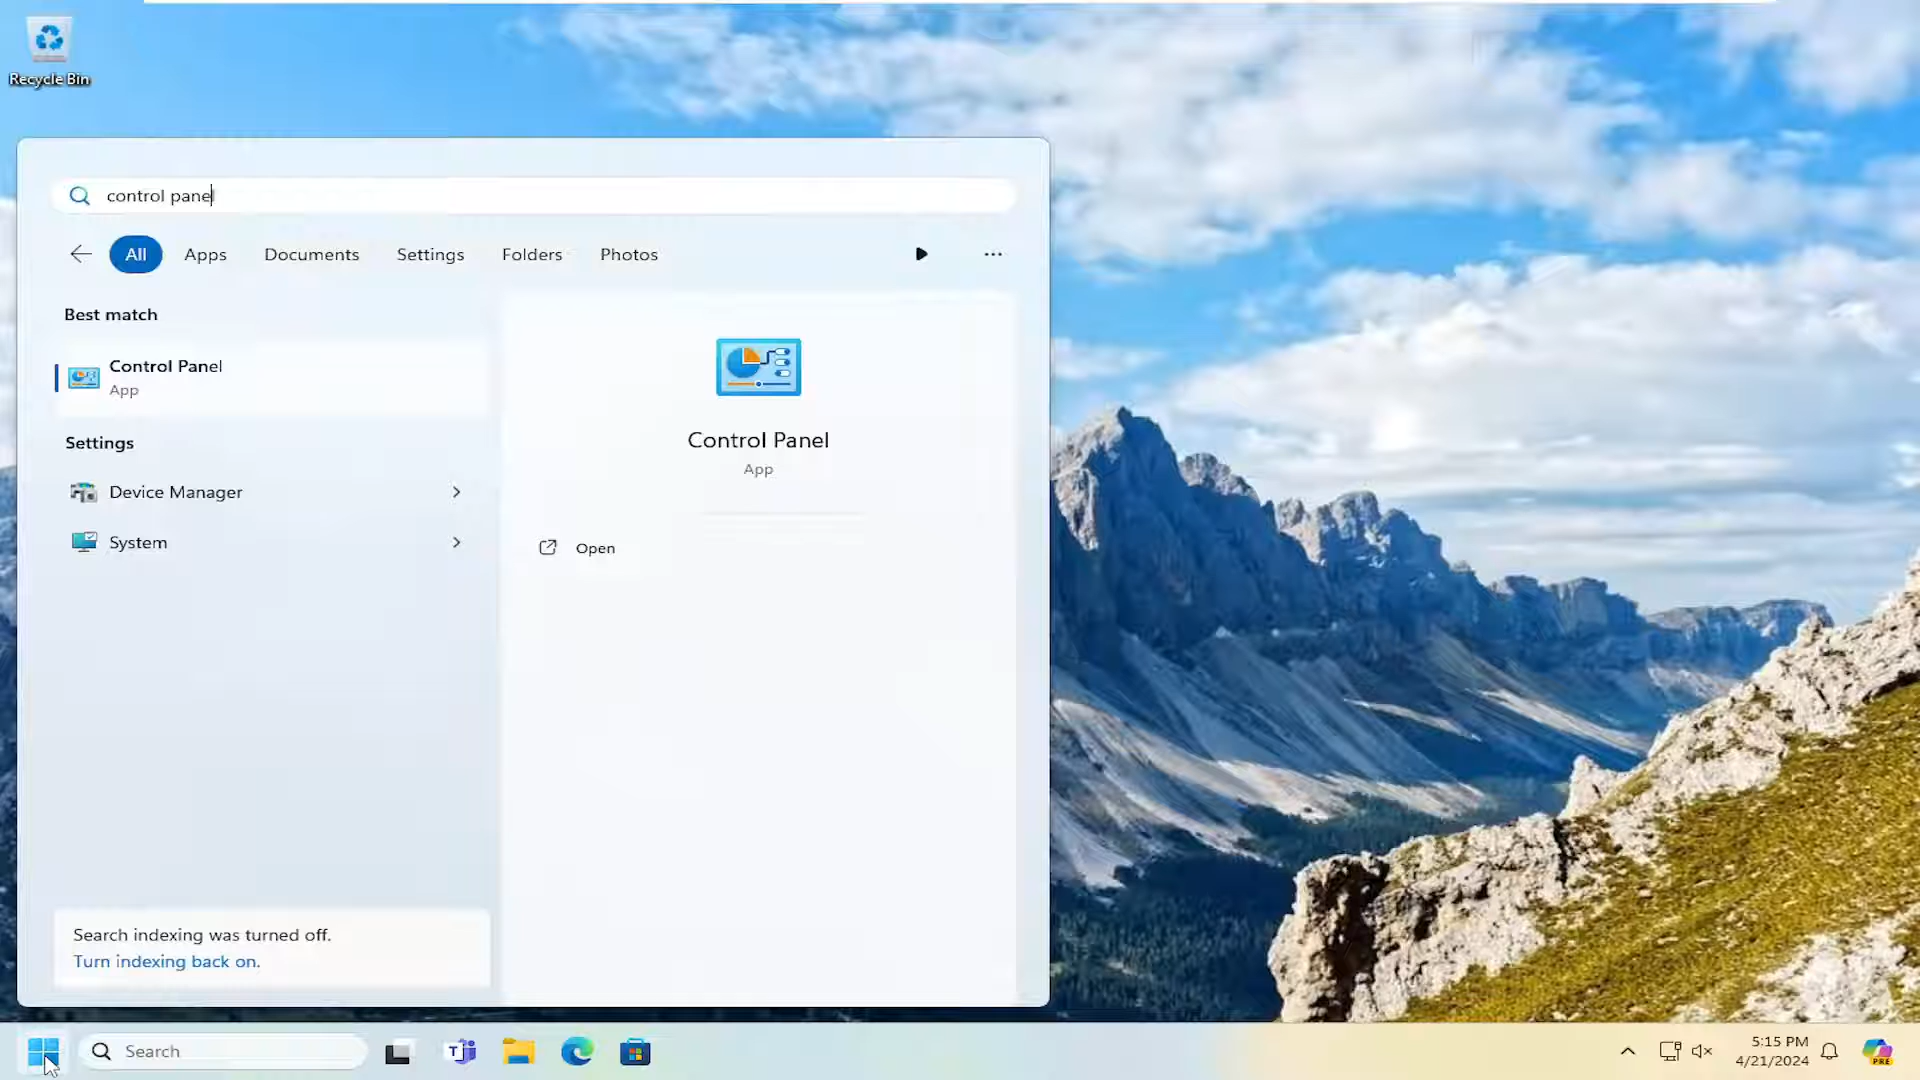 Recycle Bin
control panel
All Apps Documents Settings Folders Photos
Best match
Control Panel
App
Settings
Device Manager
System
Control Panel
App
Open
Search indexing was turned off.
Turn indexing back on.
Search
5:15 PM
4/21/2024
PRE